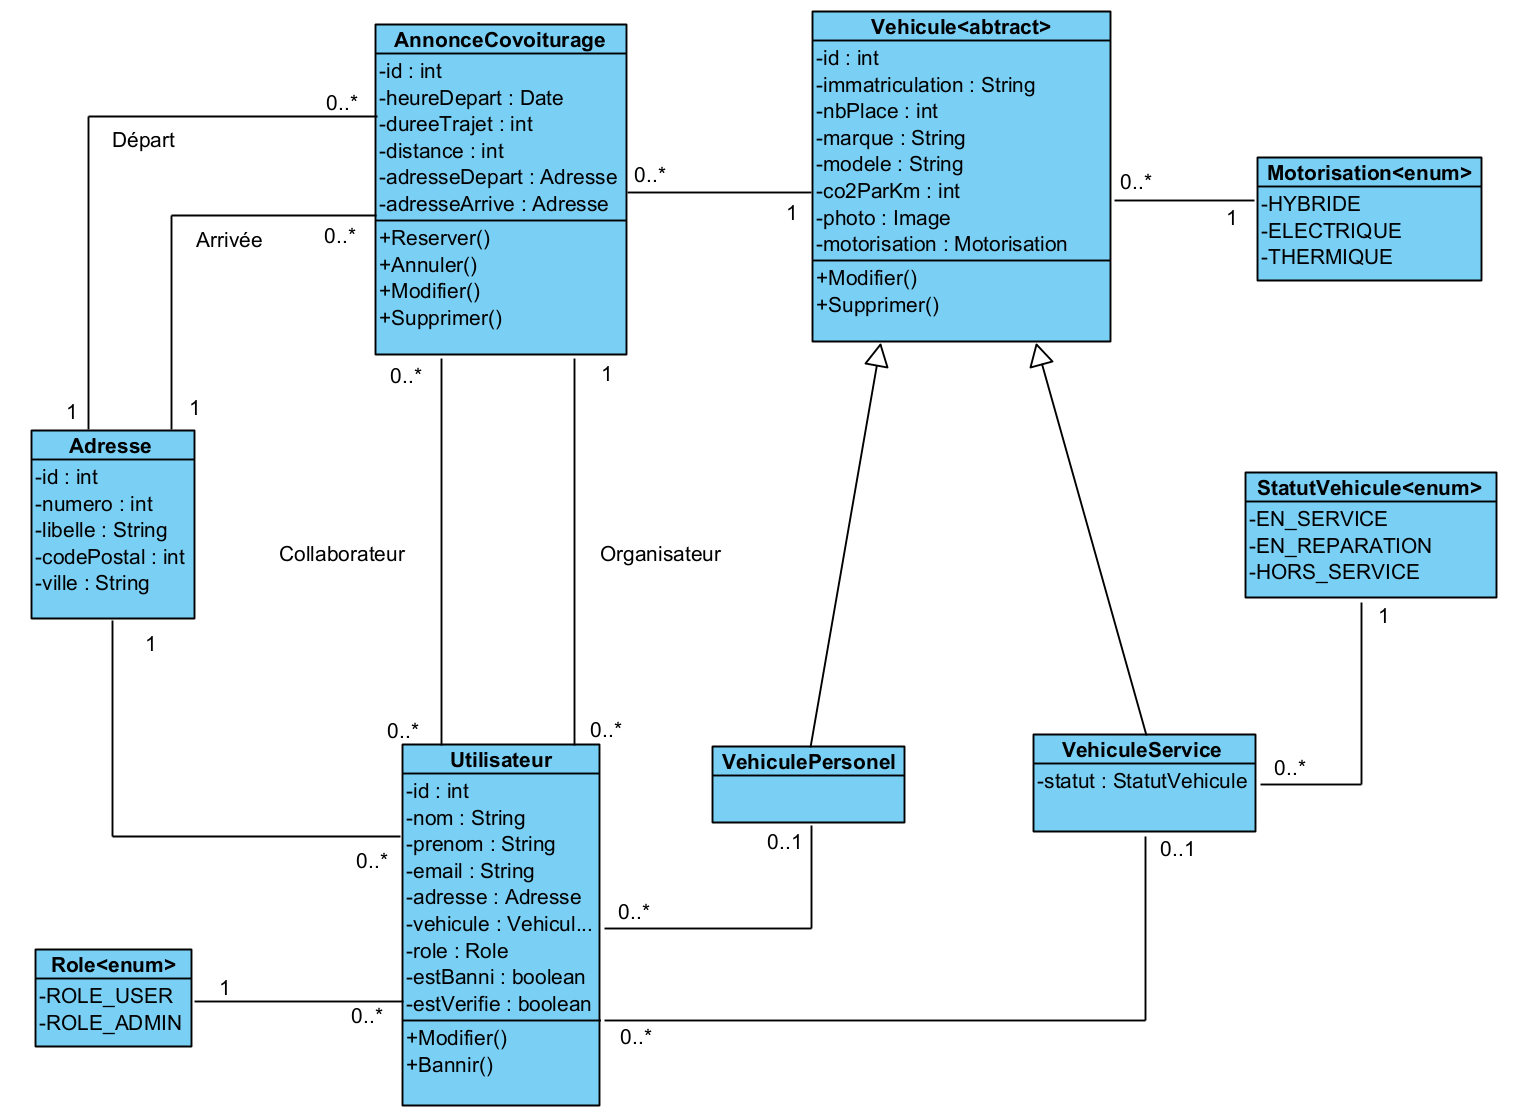 AnnonceCovoiturage
-id : int
-heureDepart : Date
-dureeTrajet : int
-distance : int
-adresseDepart : Adresse
-adresseArrive : Adresse
+Reserver()
+Annuler()
+Modifier()
+Supprimer()
Vehicule<abtract>
-id : int
-immatriculation : String
-nbPlace : int
-marque : String
-modele : String
-co2ParKm : int
-photo : Image
-motorisation : Motorisation
+Modifier()
+Supprimer()
Motorisation<enum>
-HYBRIDE
-ELECTRIQUE
-THERMIQUE
0..*
Départ
0..*
Arrivée
1
1
0..*
1
0..*
1
0..*
1
Adresse
-id : int
-numero : int
-libelle : String
-codePostal : int
-ville : String
Collaborateur
Organisateur
StatutVehicule<enum>
-EN_SERVICE
-EN_REPARATION
-HORS_SERVICE
1
1
0..*
0..*
0..*
Utilisateur
-id : int
-nom : String
-prenom : String
-email : String
-adresse : Adresse
-vehicule : Vehicul...
-role : Role
-estBanni : boolean
-estVerifie : boolean
+Modifier()
+Bannir()
VehiculePersonel
VehiculeService
-statut : StatutVehicule
0..*
0..1
0..1
0..*
0..*
Role<enum>
-ROLE_USER
-ROLE_ADMIN
1
0..*